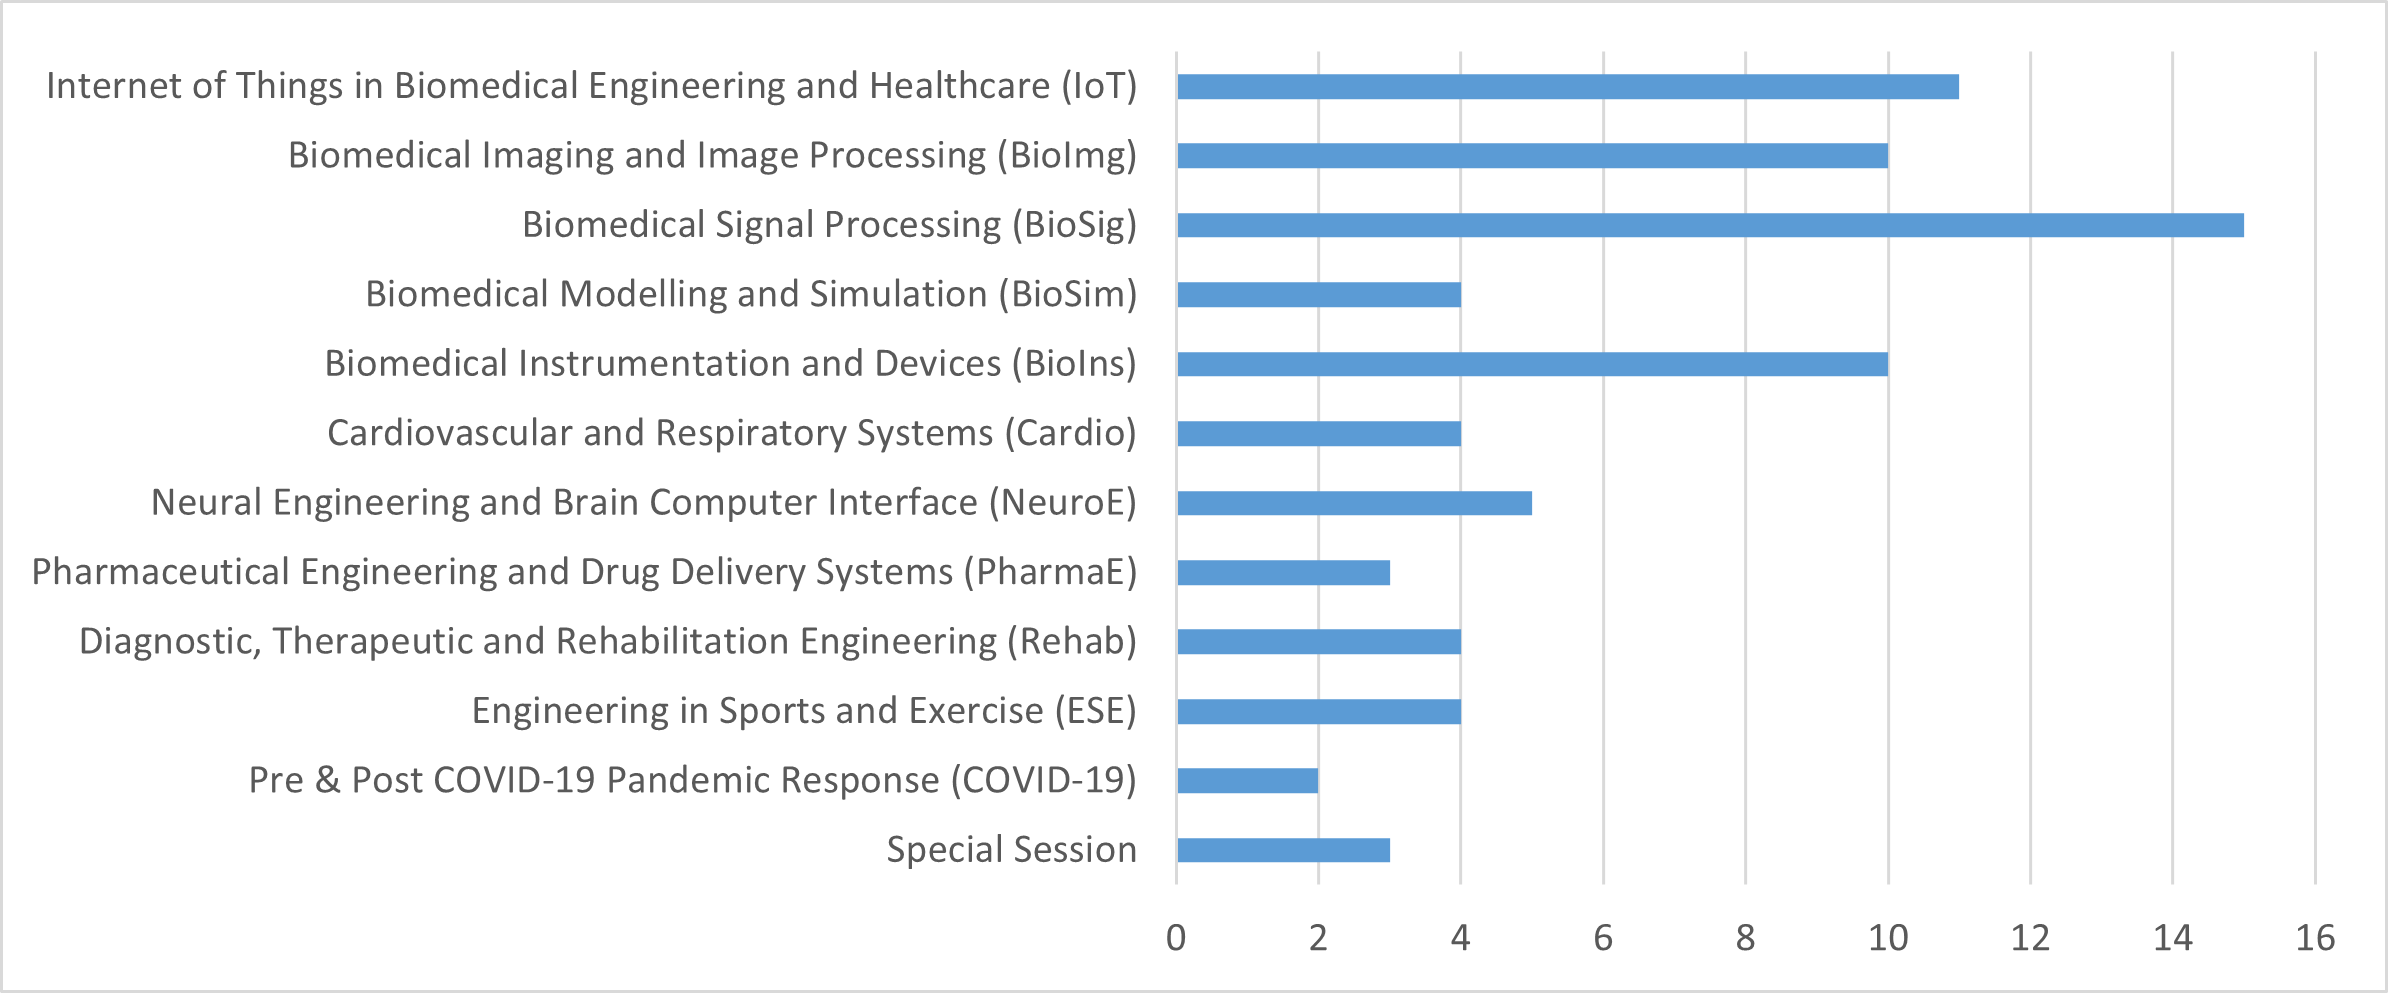 Internet of Things in Biomedical Engineering and Healthcare (IoT)
Biomedical Imaging and Image Processing (BioImg)
Biomedical Signal Processing (BioSig)
Biomedical Modelling and Simulation (BioSim)
Biomedical Instrumentation and Devices (BioIns)
Cardiovascular and Respiratory Systems (Cardio)
Neural Engineering and Brain Computer Interface (NeuroE)
Pharmaceutical Engineering and Drug Delivery Systems (PharmaE)
Diagnostic, Therapeutic and Rehabilitation Engineering (Rehab)
Engineering in Sports and Exercise (ESE)
Pre & Post COVID-19 Pandemic Response (COVID-19)
Special Session
0 2 4 6 8 10 12 14 16